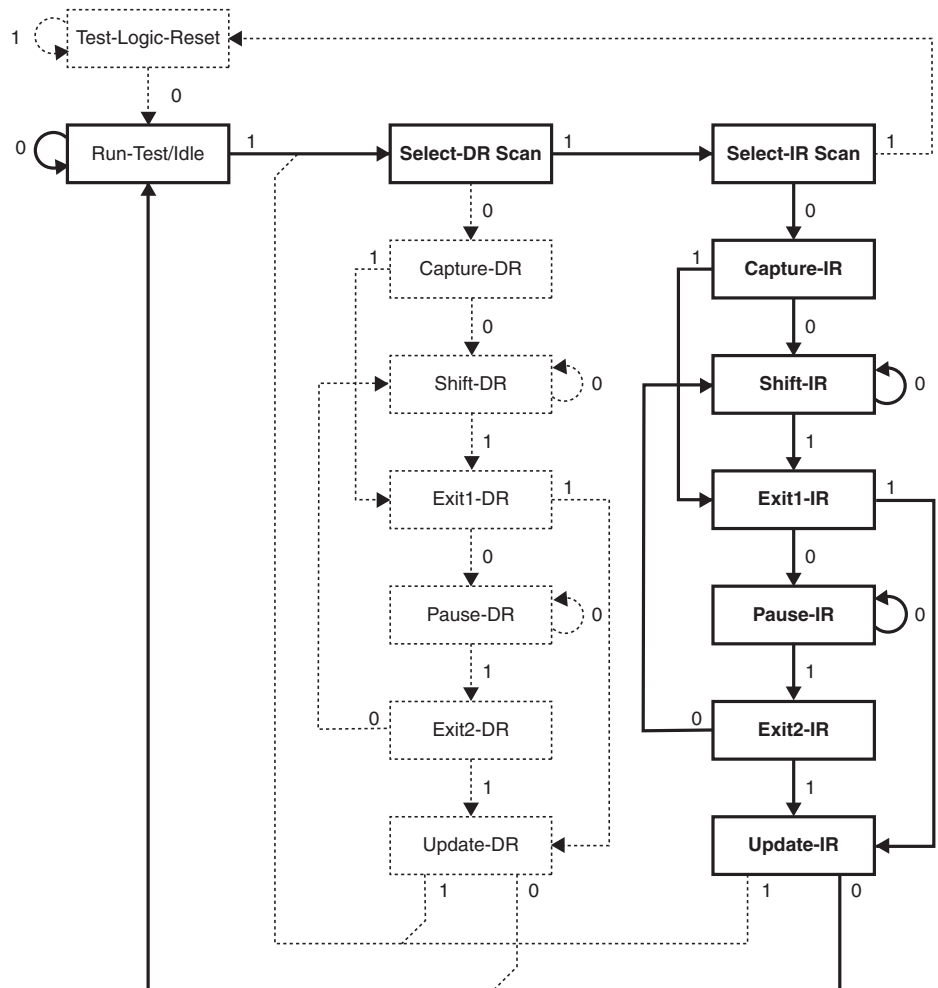 1 Test-Logic-Reset
0
0 Run-Test/Idle 1 Select-DR Scan 1 Select-IR Scan 1
0 0
1 Capture-DR 1 Capture-IR
0 0
Shift-DR 0 Shift-IR 0
1 1
Exit1-DR 1 Exit1-IR 1
0 0
Pause-DR 0 Pause-IR 0
1 1
0 Exit2-DR 0 Exit2-IR
1 1
Update-DR Update-IR
1 0 1 0